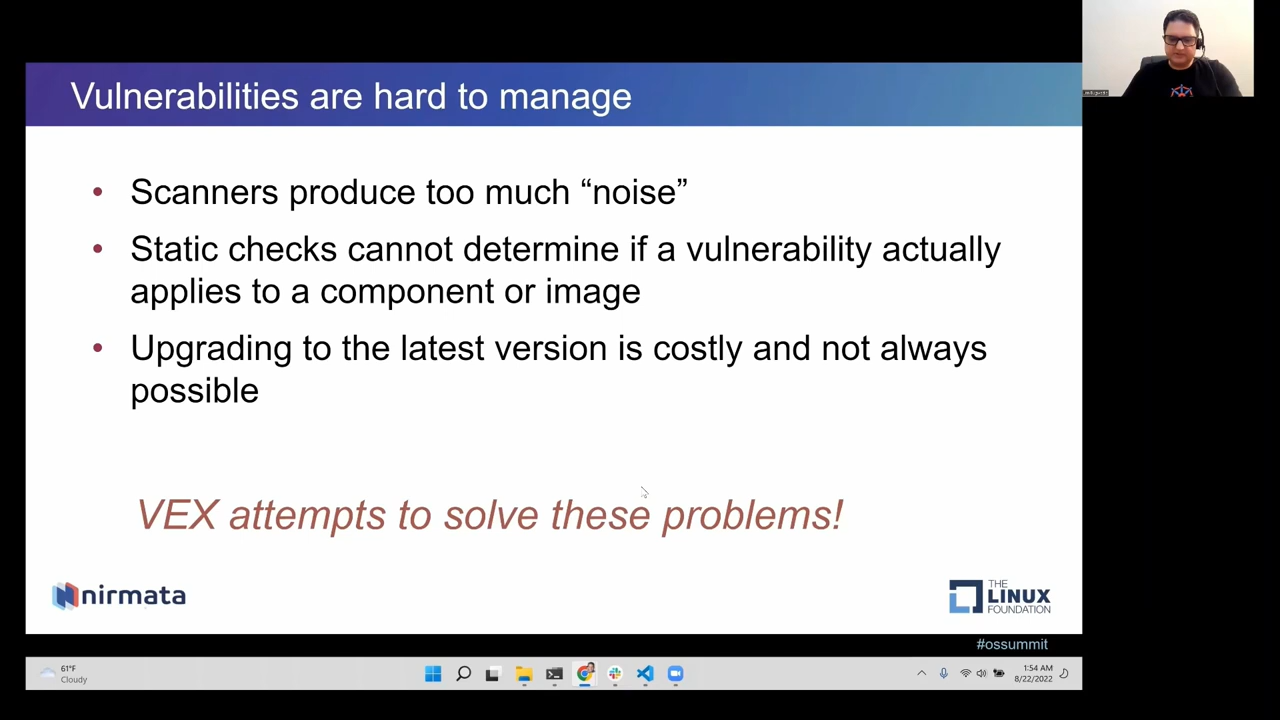 Vulnerabilities are hard to manage
• Scanners produce too much “noise”
• Static checks cannot determine if a vulnerability actually
applies to a component or image
• Upgrading to the latest version is costly and not always
possible
VEX attempts to solve these problems!
nirmata
THE
LINUX
FOUNDATION
#ossummit
61°F
Cloudy
1:54 AM
8/22/2022